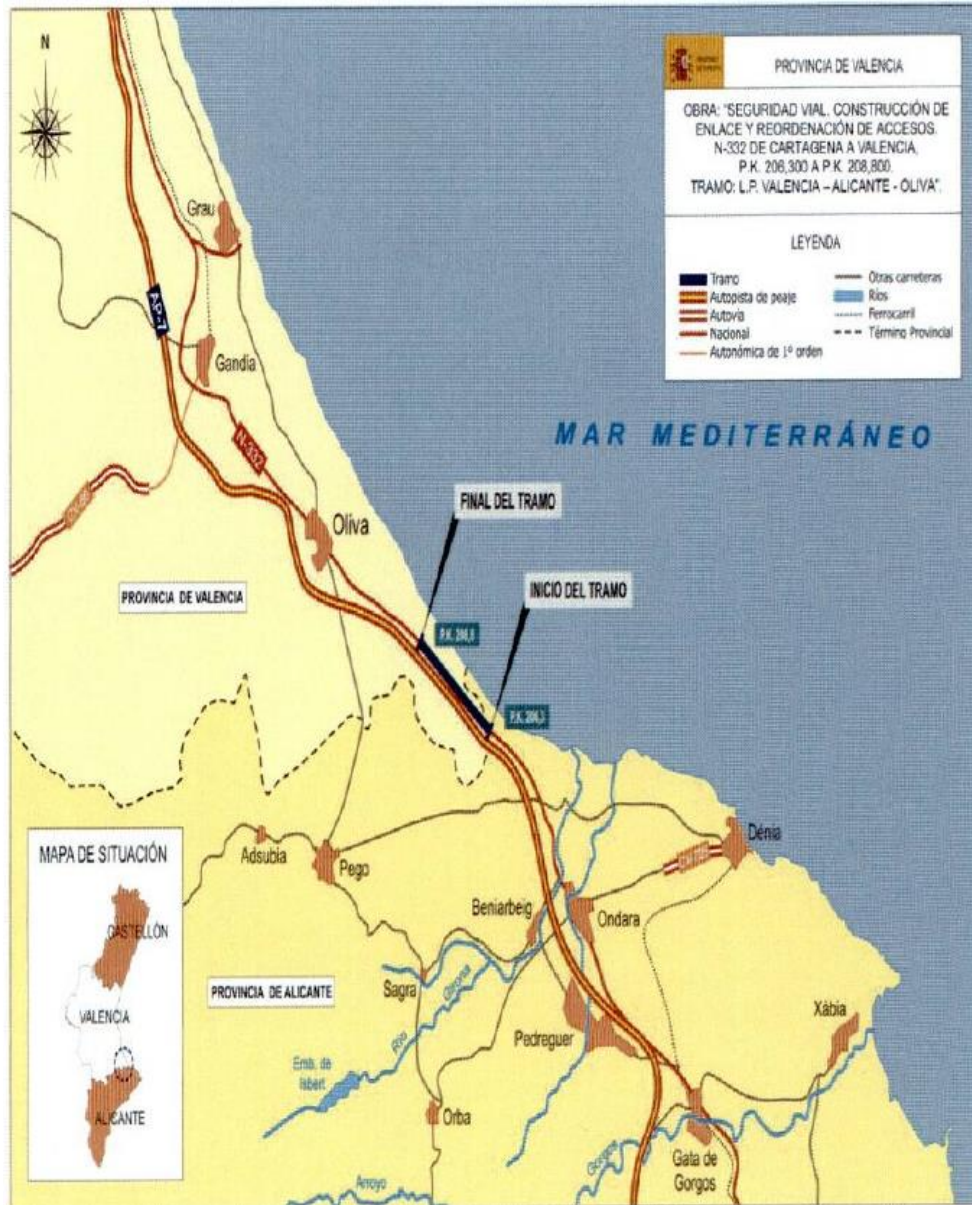 N
PROVINCIA DE VALENCIA
OBRA: "SEGURIDAD VIAL. CONSTRUCCIÓN DE
ENLACE Y REORDENACIÓN DE ACCESOS.
N-332 DE CARTAGENA A VALENCIA,
P.K. 206,300 A P.K. 208,800.
TRAMO: L.P. VALENCIA – ALICANTE - OLIVA".
LEYENDA
Tramo
Autopista de peaje
Autovía
Nacional
Autonómica de 1º orden
Otras carreteras
Ríos
Ferrocarril
Término Provincial
Grau
AP-7
Gandia
N-332
MAR MEDITERRÁNEO
FINAL DEL TRAMO
Oliva
INICIO DEL TRAMO
PROVINCIA DE VALENCIA
P.K. 208,8
P.K. 206,3
MAPA DE SITUACIÓN
CASTELLÓN
VALENCIA
ALICANTE
Adsubia
Pego
Dénia
Beniarbeig
Ondara
Sagra
Río Girona
PROVINCIA DE ALICANTE
Xàbia
Pedreguer
Emb. de
Isbert
Orba
Gorgos
Gata de
Gorgos
Arroyo